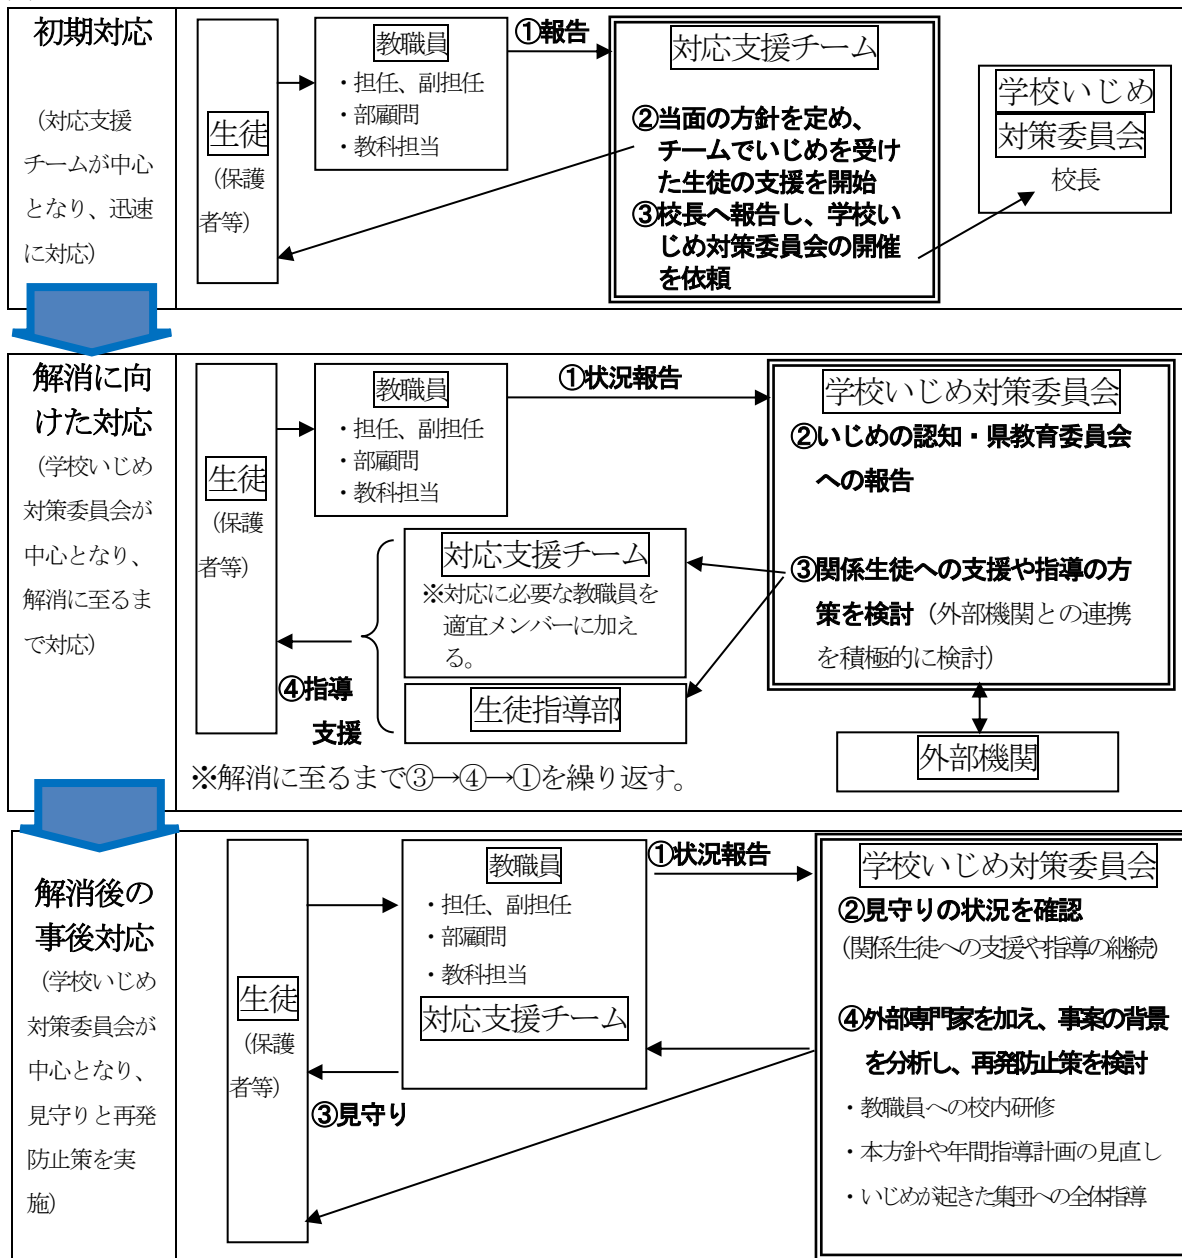 初期対応
（対応支援
チームが中心
となり、迅速
に対応）
生徒
（保護
者等）
教職員
・担任、副担任
・部顧問
・教科担当
①報告
対応支援チーム
②当面の方針を定め、
チームでいじめを受け
た生徒の支援を開始
③校長へ報告し、学校い
じめ対策委員会の開催
を依頼
学校いじめ
対策委員会
校長
解消に向
けた対応
（学校いじめ
対策委員会が
中心となり、
解消に至るま
で対応）
生徒
（保護
者等）
教職員
・担任、副担任
・部顧問
・教科担当
①状況報告
学校いじめ対策委員会
②いじめの認知・県教育委員会
への報告
③関係生徒への支援や指導の方
策を検討（外部機関との連携
を積極的に検討）
対応支援チーム
※対応に必要な教職員を
適宜メンバーに加え
る。
生徒指導部
④指導
支援
外部機関
※解消に至るまで③→④→①を繰り返す。
解消後の
事後対応
（学校いじめ
対策委員会が
中心となり、
見守りと再発
防止策を実
施）
生徒
（保護
者等）
教職員
・担任、副担任
・部顧問
・教科担当
対応支援チーム
①状況報告
③見守り
学校いじめ対策委員会
②見守りの状況を確認
（関係生徒への支援や指導の継続）
④外部専門家を加え、事案の背景
を分析し、再発防止策を検討
・教職員への校内研修
・本方針や年間指導計画の見直し
・いじめが起きた集団への全体指導